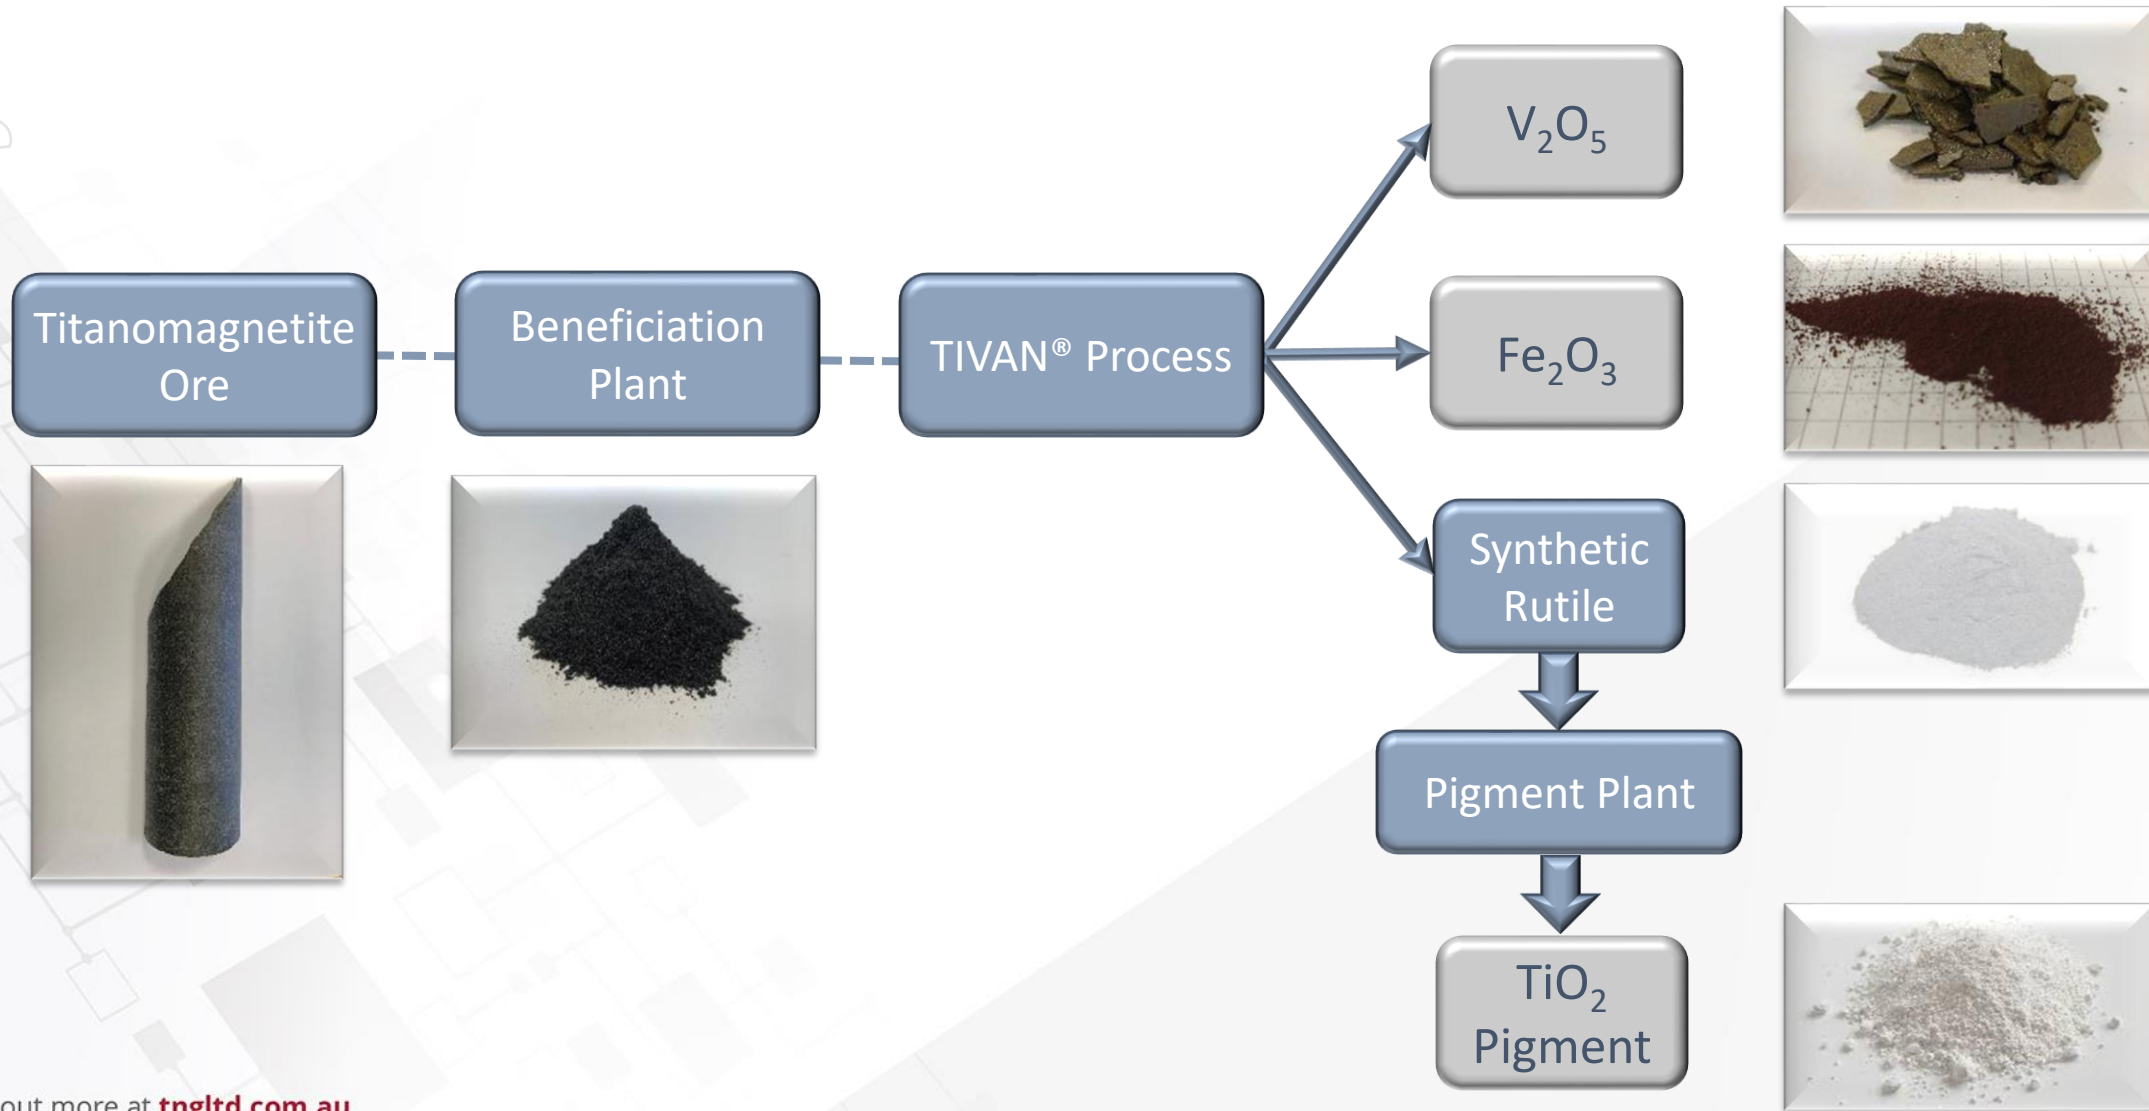 Titanomagnetite
Ore
Beneficiation
Plant
TIVAN® Process
V₂O₅
Fe₂O₃
Synthetic
Rutile
Pigment Plant
TiO₂
Pigment
out more at tngltd.com.au